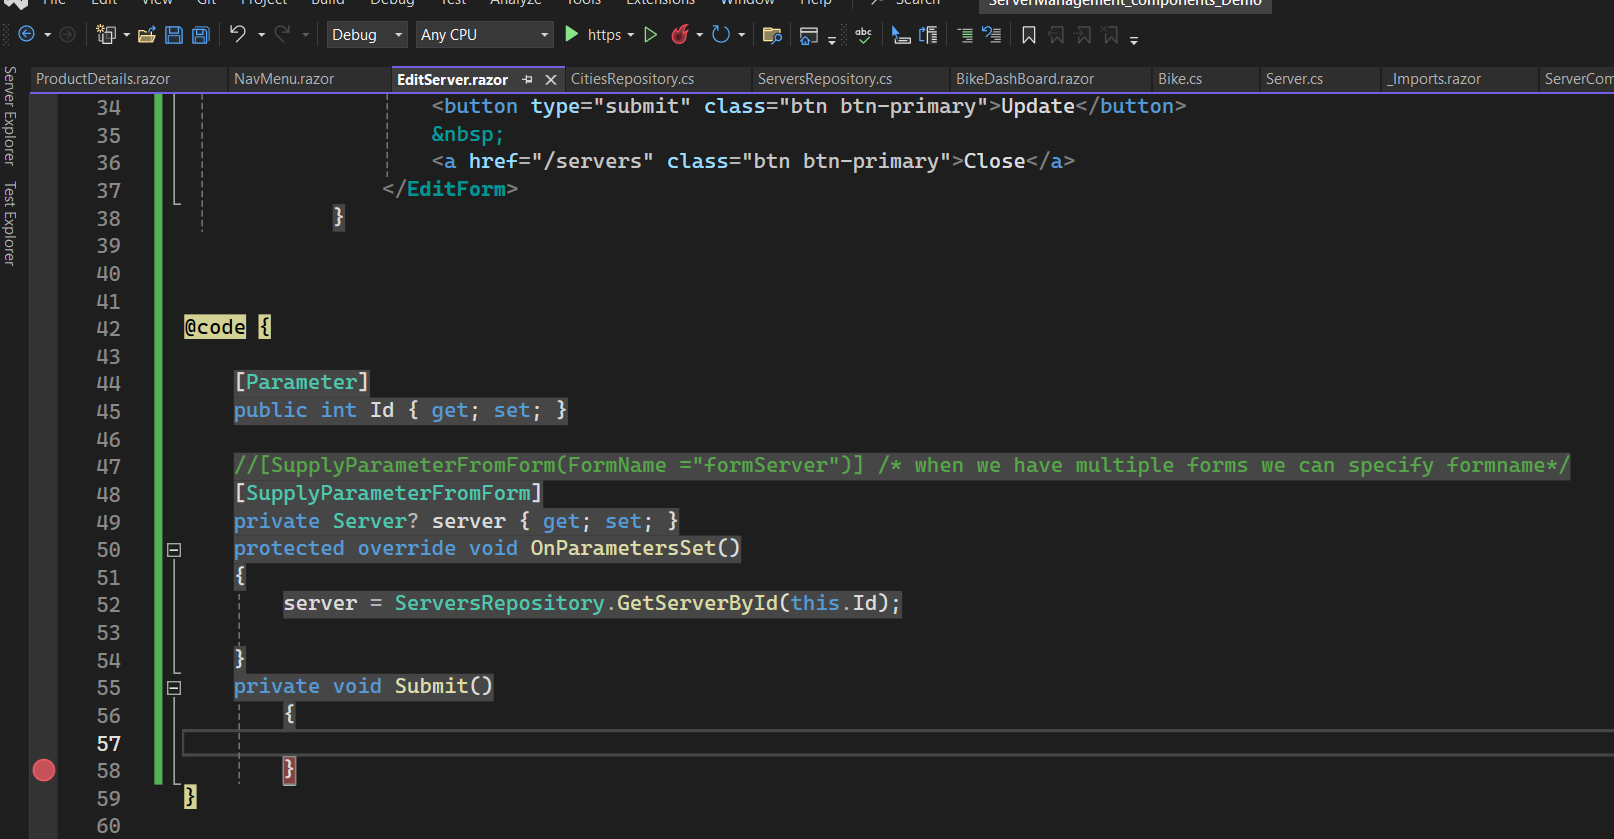 File Edit View Git Project Build Debug Test Analyze Tools Extensions Window Help Search ServerManagement_components_Demo
Debug Any CPU https abc
Server Explorer
Test Explorer
ProductDetails.razor NavMenu.razor EditServer.razor CitiesRepository.cs ServersRepository.cs BikeDashBoard.razor Bike.cs Server.cs _Imports.razor ServerCom
34 <button type="submit" class="btn btn-primary">Update</button>
35 &nbsp;
36 <a href="/servers" class="btn btn-primary">Close</a>
37 </EditForm>
38 }
39
40
41
42 @code {
43
44 [Parameter]
45 public int Id { get; set; }
46
47 //[SupplyParameterFromForm(FormName ="formServer")] /* when we have multiple forms we can specify formname*/
48 [SupplyParameterFromForm]
49 private Server? server { get; set; }
50 protected override void OnParametersSet()
51 {
52 server = ServersRepository.GetServerById(this.Id);
53
54 }
55 private void Submit()
56 {
57
58 }
59 }
60